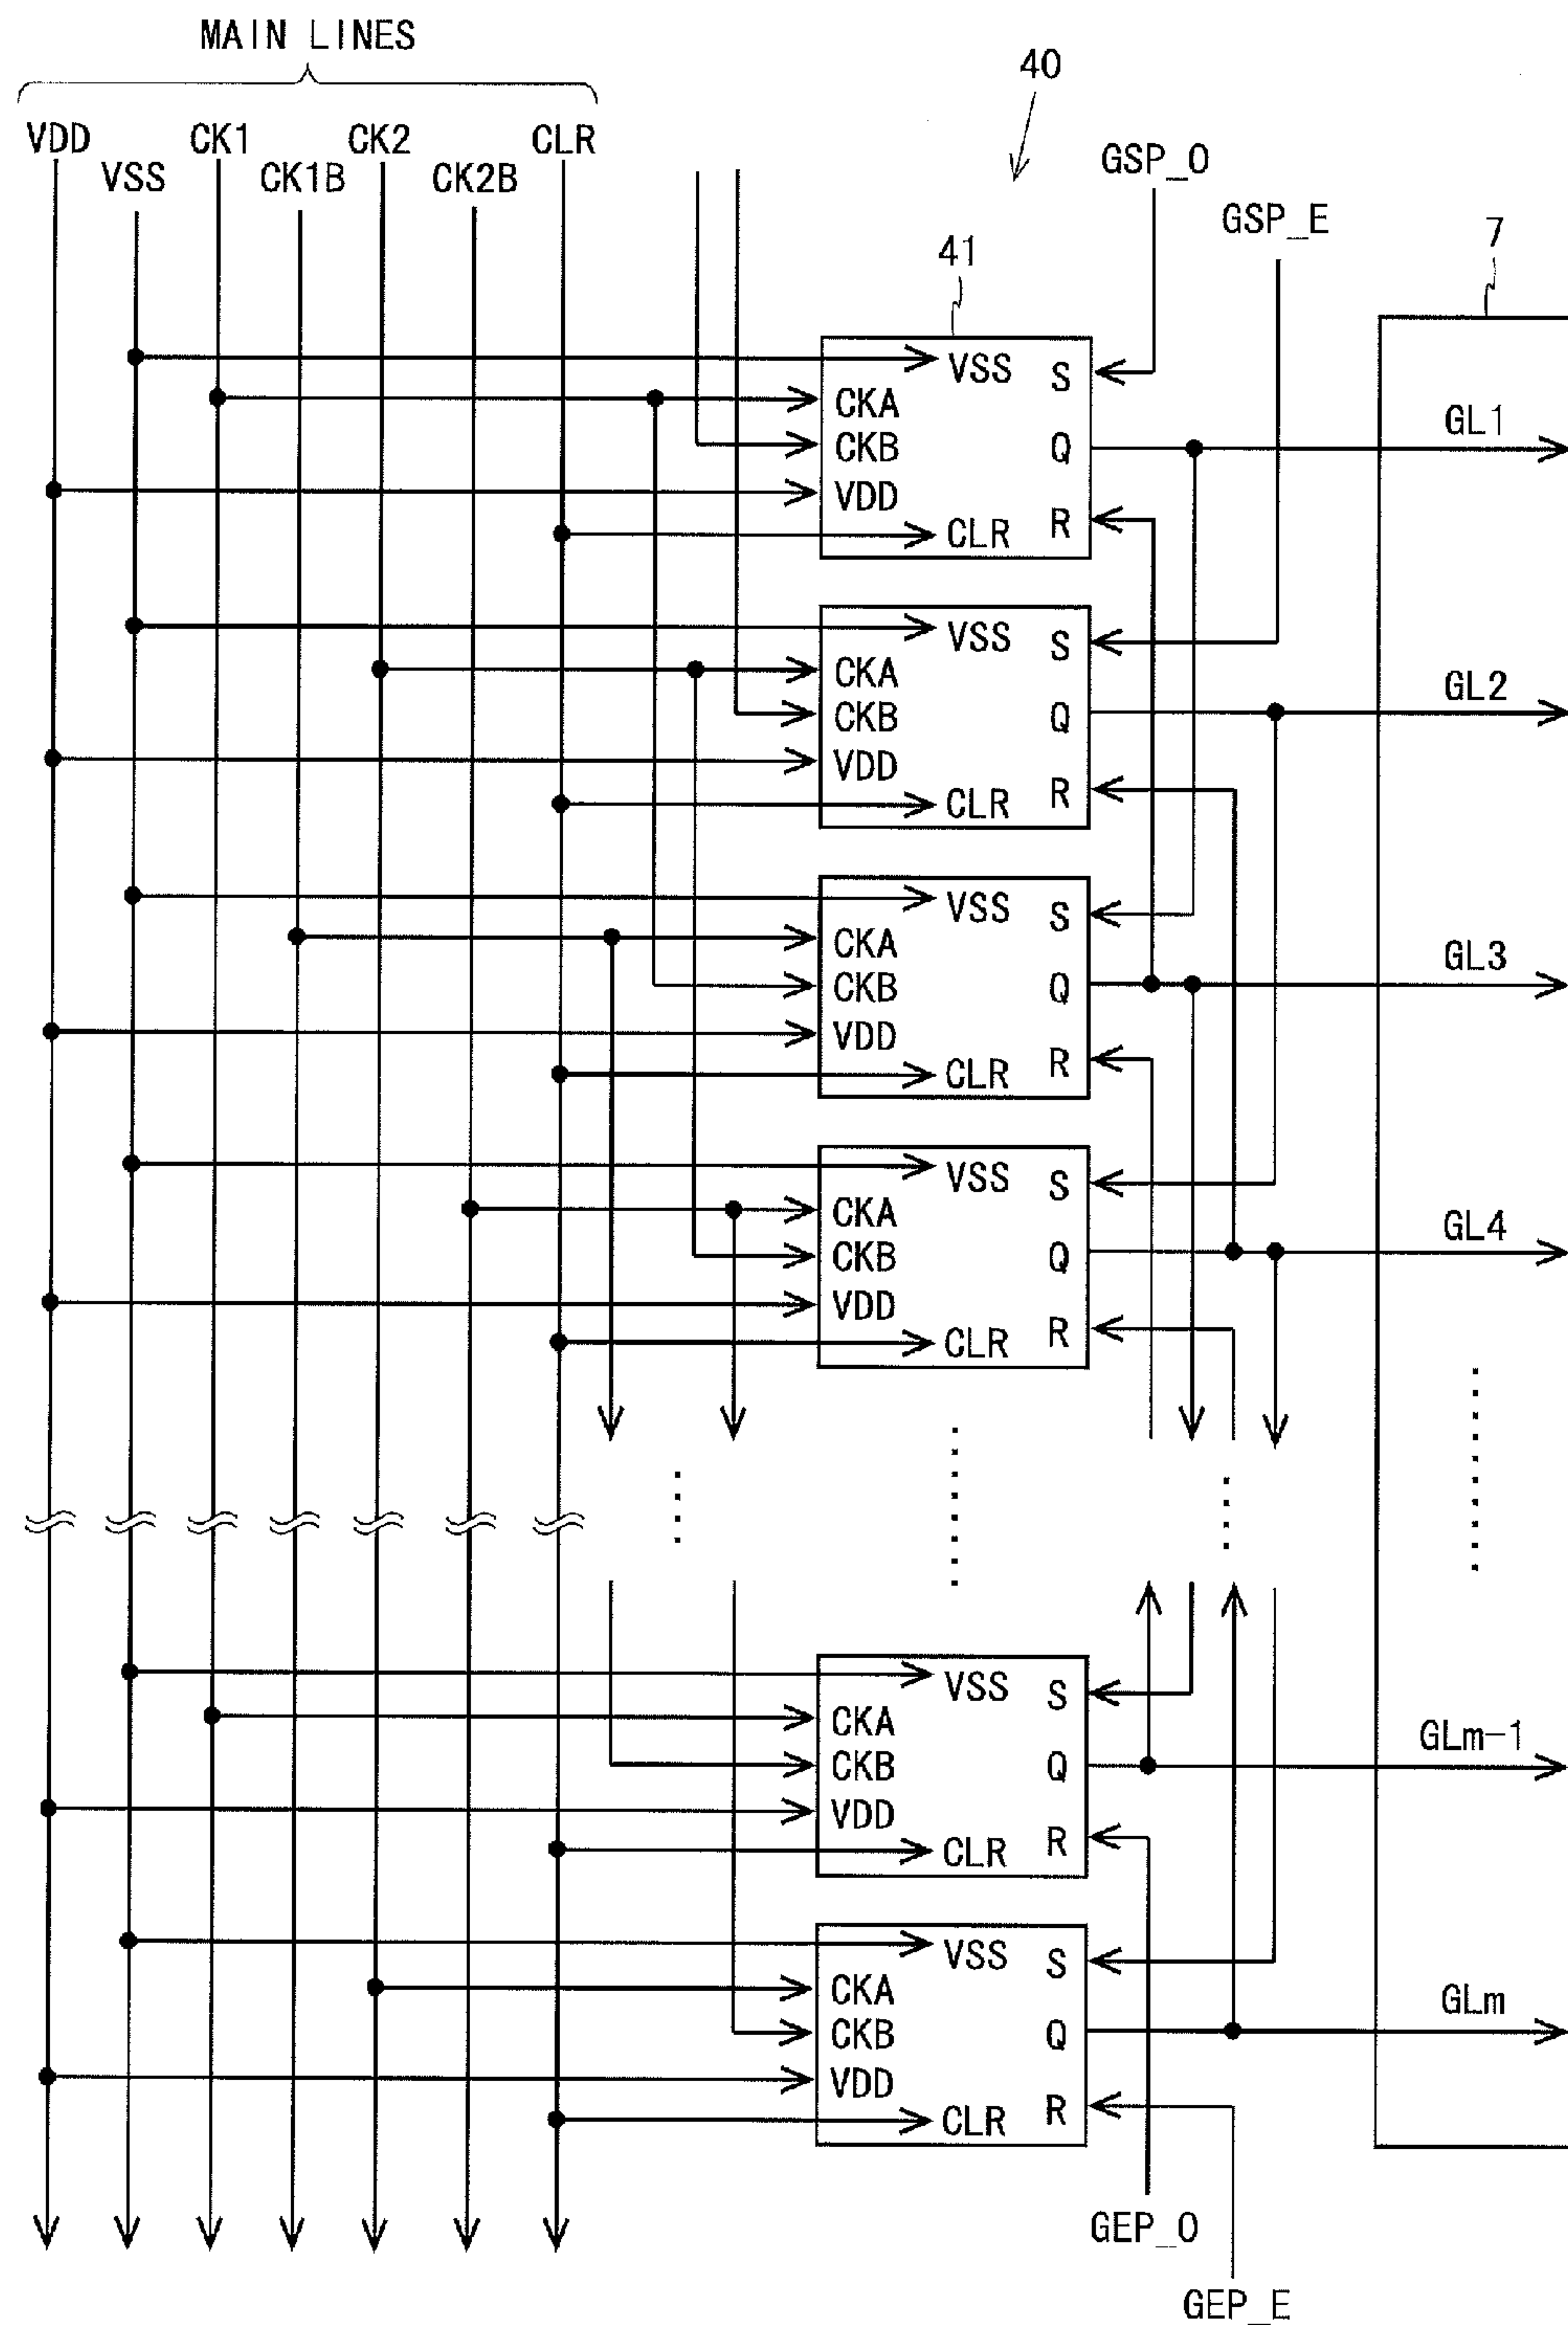 MAIN LINES
40
VDD CK1 CK2 CLR
VSS CK1B CK2B
GSP_O
GSP_E
41
7
VSS S
CKA
CKB Q GL1
VDD
CLR R
VSS S
CKA
CKB Q GL2
VDD
CLR R
VSS S
CKA
CKB Q GL3
VDD
CLR R
VSS S
CKA
CKB Q GL4
VDD
CLR R
VSS S
CKA
CKB Q GLm-1
VDD
CLR R
VSS S
CKA
CKB Q GLm
VDD
CLR R
GEP_O
GEP_E